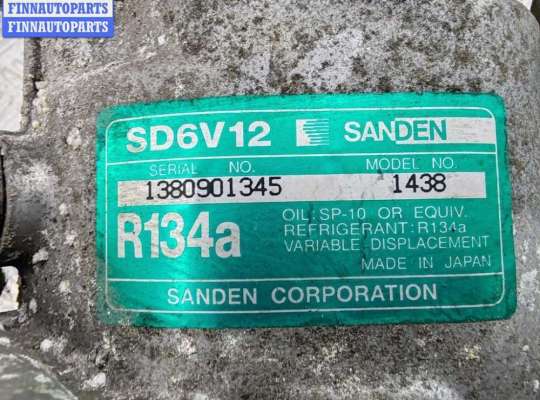 FINNAUTOPARTS
FINNAUTOPARTS
SD6V12 SANDEN
SERIAL NO. MODEL NO.
1380901345 1438
R134a
OIL:SP-10 OR EQUIV.
REFRIGERANT:R134a
VARIABLE DISPLACEMENT
MADE IN JAPAN
SANDEN CORPORATION